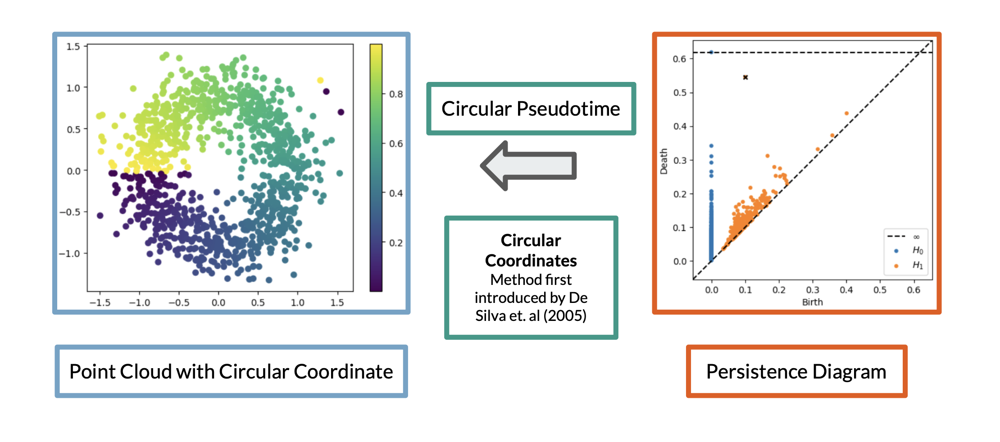 1.5
1.0
0.5
0.0
−0.5
−1.0
−1.5
−1.0
−0.5
0.0
0.5
1.0
1.5
0.8
0.6
0.4
0.2
Point Cloud with Circular Coordinate
Circular Pseudotime
Circular
Coordinates
Method first
introduced by De
Silva et. al (2005)
Death
0.6
0.5
0.4
0.3
0.2
0.1
0.0
0.0
0.1
0.2
0.3
0.4
0.5
0.6
Birth
∞
H₀
H₁
Persistence Diagram